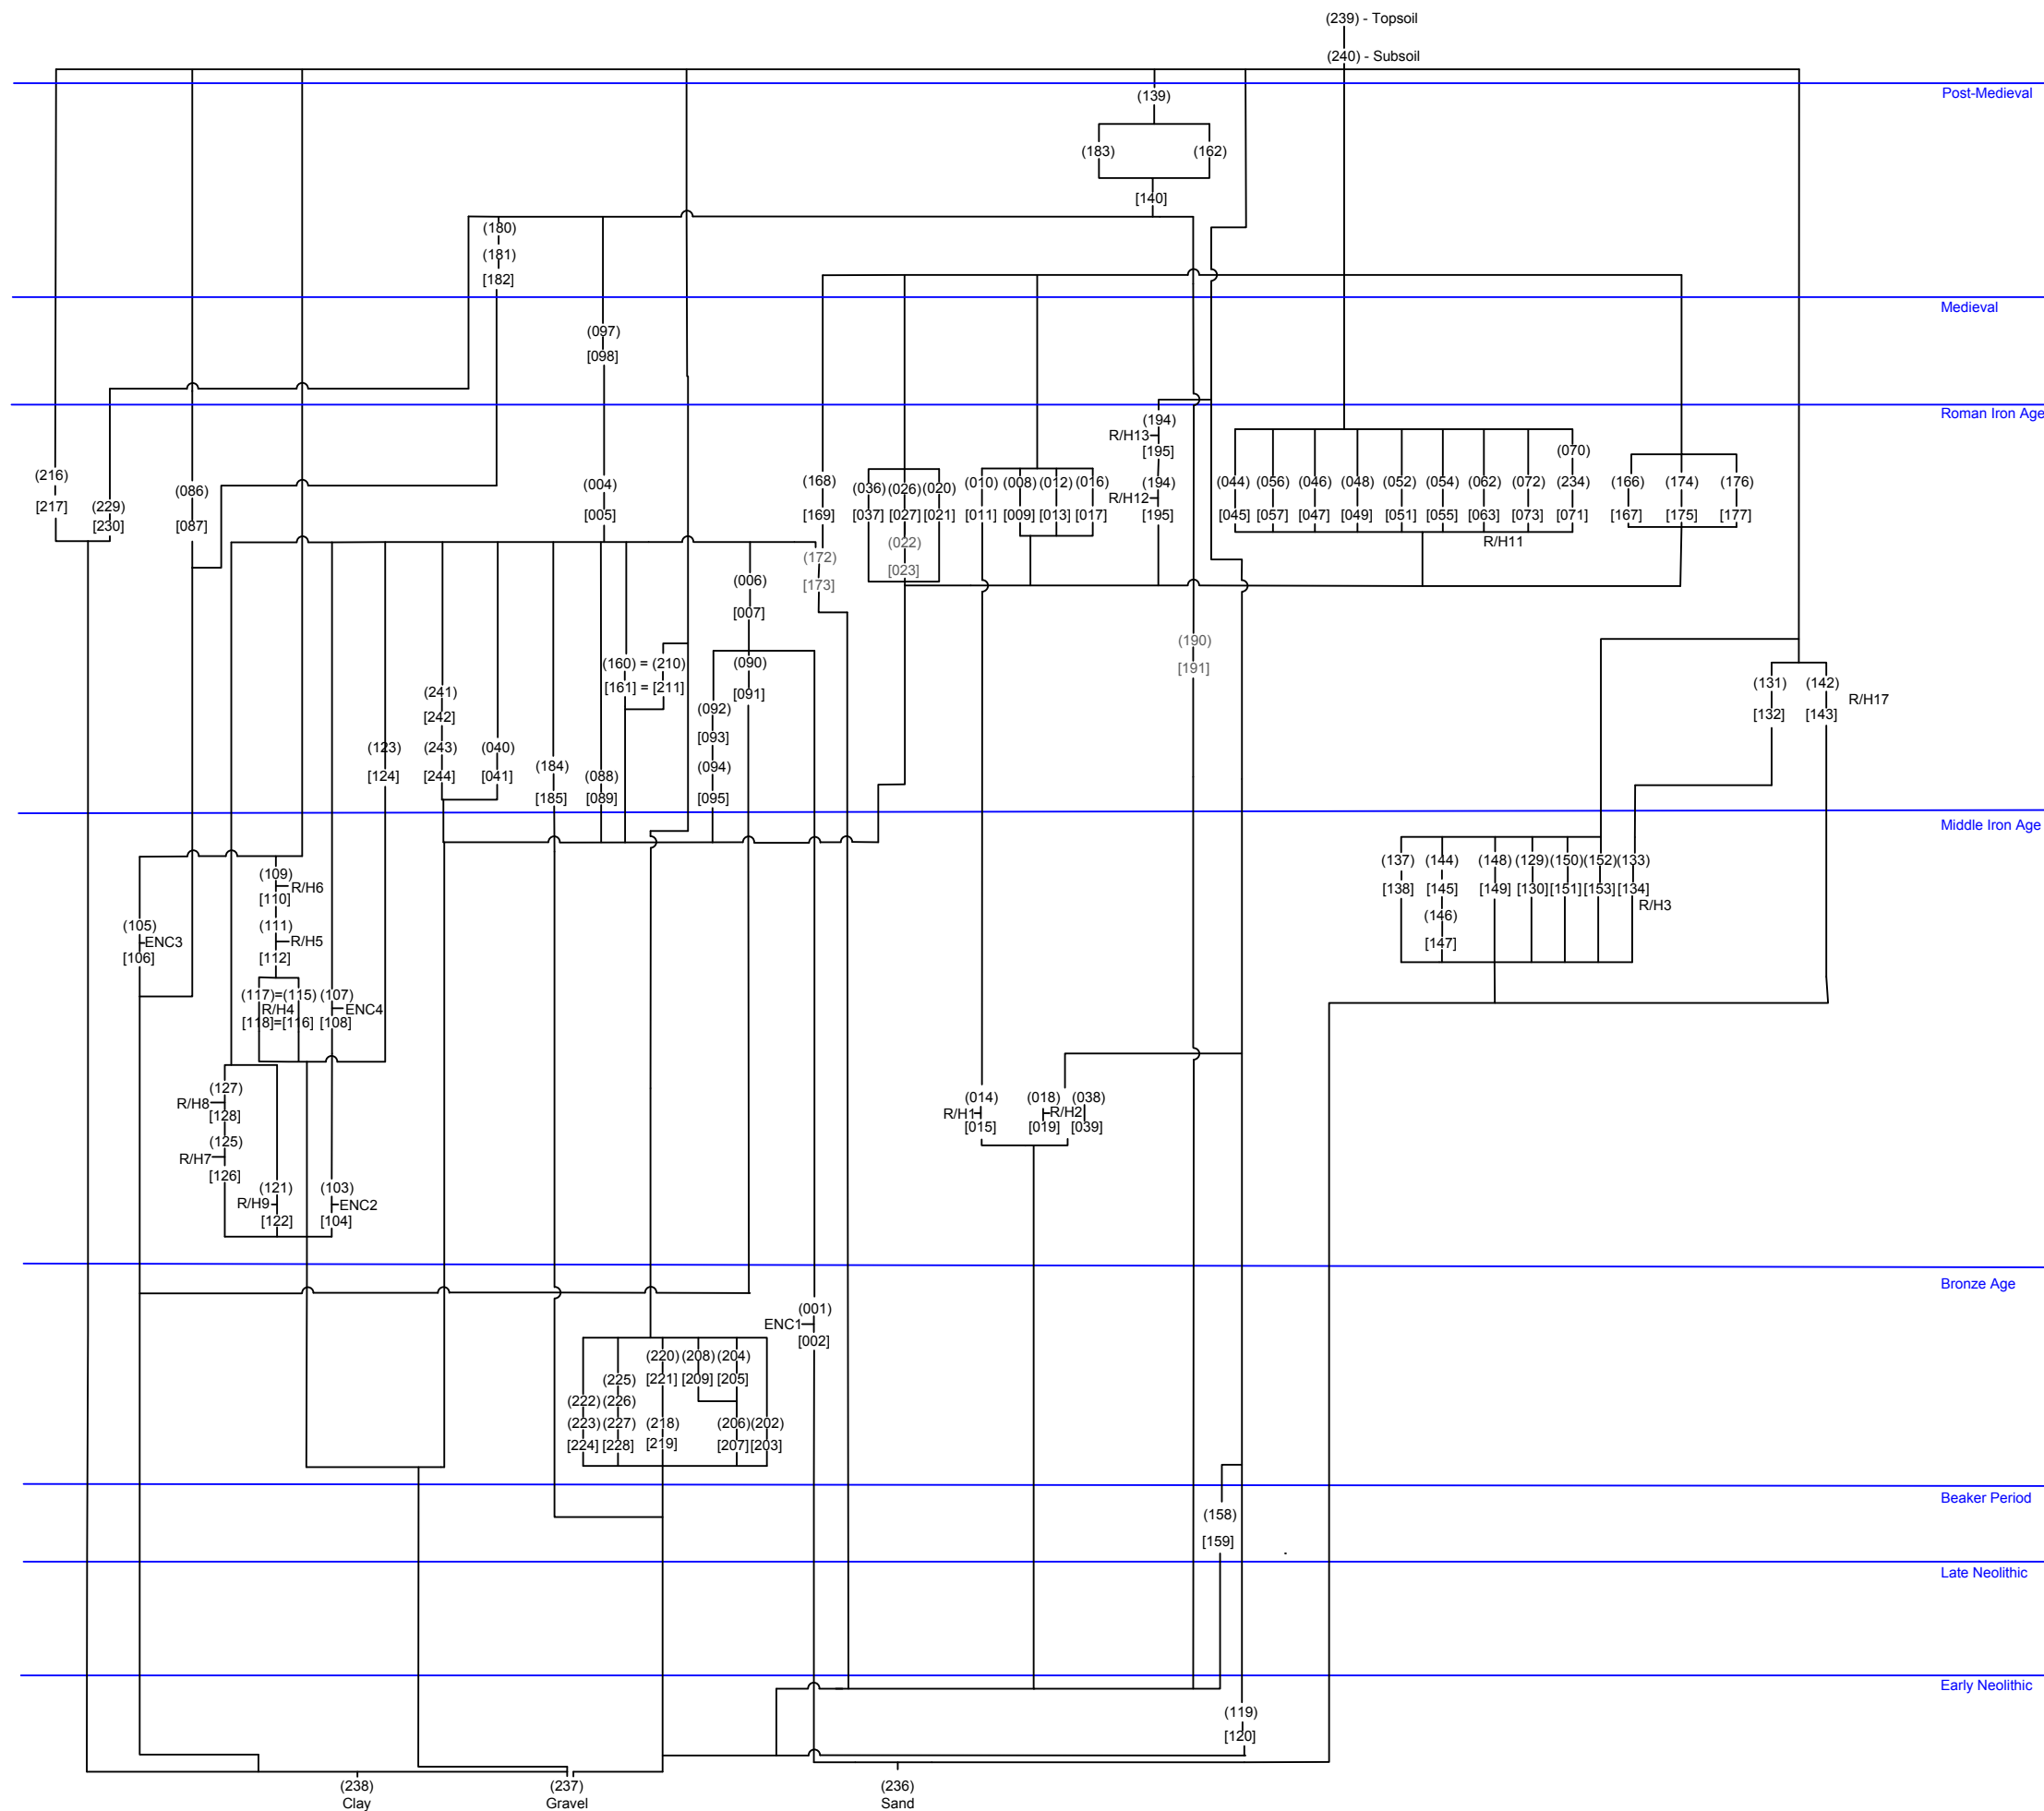 (239) - Topsoil
(240) - Subsoil
Post-Medieval
(139)
(183) (162)
[140]
(180)
(181)
[182]
Medieval
(097)
[098]
Roman Iron Age
(194)
R/H13
[195]
(070)
(216) (086) (004) (168) (036) (026) (020) (010) (008) (012) (016) (194) (044) (056) (046) (048) (052) (054) (062) (072) (234) (166) (174) (176)
R/H12
[217] (229) [087] [005] [169] [037] [027] [021] [011] [009] [013] [017] [195] [045] [057] [047] [049] [051] [055] [063] [073] [071] [167] [175] [177]
[230]
R/H11
(022)
(172)
[023]
(006) [173]
[007]
(190)
(160) = (210) (090) [191]
[161] = [211] [091]
(131) (142)
R/H17
(241) (092) [132] [143]
[242] [093]
(123) (243) (040) (184) (094)
[124] [244] [041] (088)
[185] [089] [095]
Middle Iron Age
(137) (144) (148) (129) (150) (152) (133)
(109)
R/H6
[110]
[138] [145] [149] [130] [151] [153] [134]
R/H3
(105) (111) (146)
ENC3 R/H5
[106] [112] [147]
(117)=(115) (107)
R/H4 ENC4
[118]=[116] [108]
(127) (014) (018) (038)
R/H8 R/H1 R/H2
[128] [015] [019] [039]
(125)
R/H7
[126] (121) (103)
R/H9 ENC2
[122] [104]
Bronze Age
(001)
ENC1
[002]
(220) (208) (204)
(225) [221] [209] [205]
(222) (226)
(223) (227) (218) (206) (202)
[224] [228] [219] [207] [203]
Beaker Period
(158)
[159]
Late Neolithic
Early Neolithic
(119)
[120]
(238) (237) (236)
Clay Gravel Sand